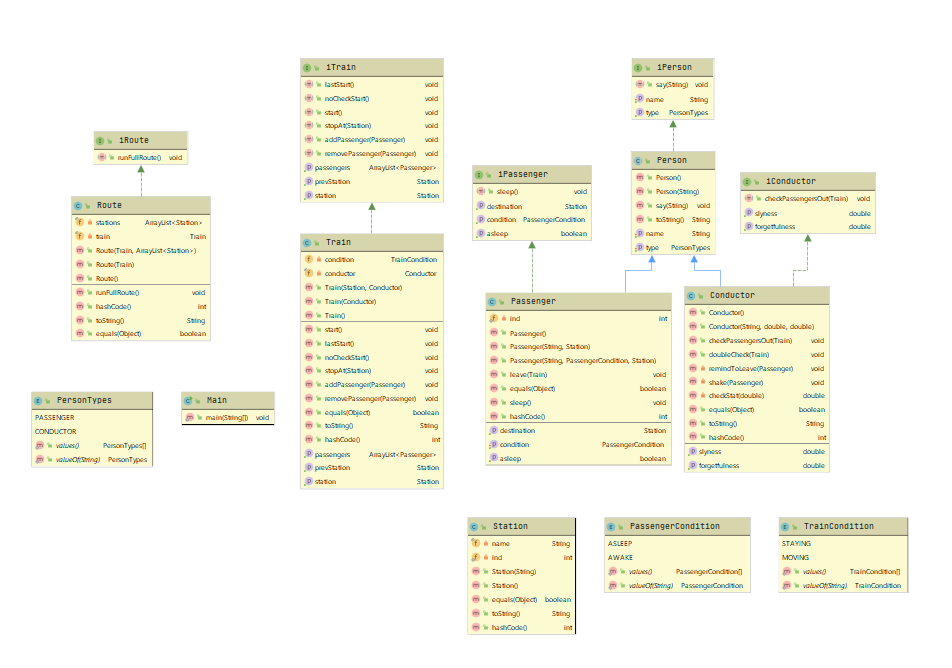 iRoute
runFullRoute() void
Route
stations ArrayList<Station>
train Train
Route(Train, ArrayList<Station>)
Route(Train)
Route()
runFullRoute() void
hashCode() int
toString() String
equals(Object) boolean
iTrain
lastStart() void
noCheckStart() void
start() void
stopAt(Station) void
addPassenger(Passenger) void
removePassenger(Passenger) void
passengers ArrayList<Passenger>
prevStation Station
station Station
Train
condition TrainCondition
conductor Conductor
Train(Station, Conductor)
Train(Conductor)
Train()
start() void
lastStart() void
noCheckStart() void
stopAt(Station) void
addPassenger(Passenger) void
removePassenger(Passenger) void
equals(Object) boolean
toString() String
hashCode() int
passengers ArrayList<Passenger>
prevStation Station
station Station
iPassenger
sleep() void
destination Station
condition PassengerCondition
asleep boolean
iPerson
say(String) void
name String
type PersonTypes
Person
Person()
Person(String)
say(String) void
toString() String
name String
type PersonTypes
iConductor
checkPassengersOut(Train) void
slyness double
forgetfulness double
Passenger
ind int
Passenger()
Passenger(String, Station)
Passenger(String, PassengerCondition, Station)
leave(Train) void
equals(Object) boolean
sleep() void
hashCode() int
destination Station
condition PassengerCondition
asleep boolean
Conductor
Conductor()
Conductor(String, double, double)
checkPassengersOut(Train) void
doubleCheck(Train) void
remindToLeave(Passenger) void
shake(Passenger) void
checkStat(double) double
equals(Object) boolean
toString() String
hashCode() int
slyness double
forgetfulness double
PersonTypes
PASSENGER
CONDUCTOR
values() PersonTypes[]
valueOf(String) PersonTypes
Main
main(String[]) void
Station
name String
ind int
Station(String)
Station()
equals(Object) boolean
toString() String
hashCode() int
PassengerCondition
ASLEEP
AWAKE
values() PassengerCondition[]
valueOf(String) PassengerCondition
TrainCondition
STAYING
MOVING
values() TrainCondition[]
valueOf(String) TrainCondition